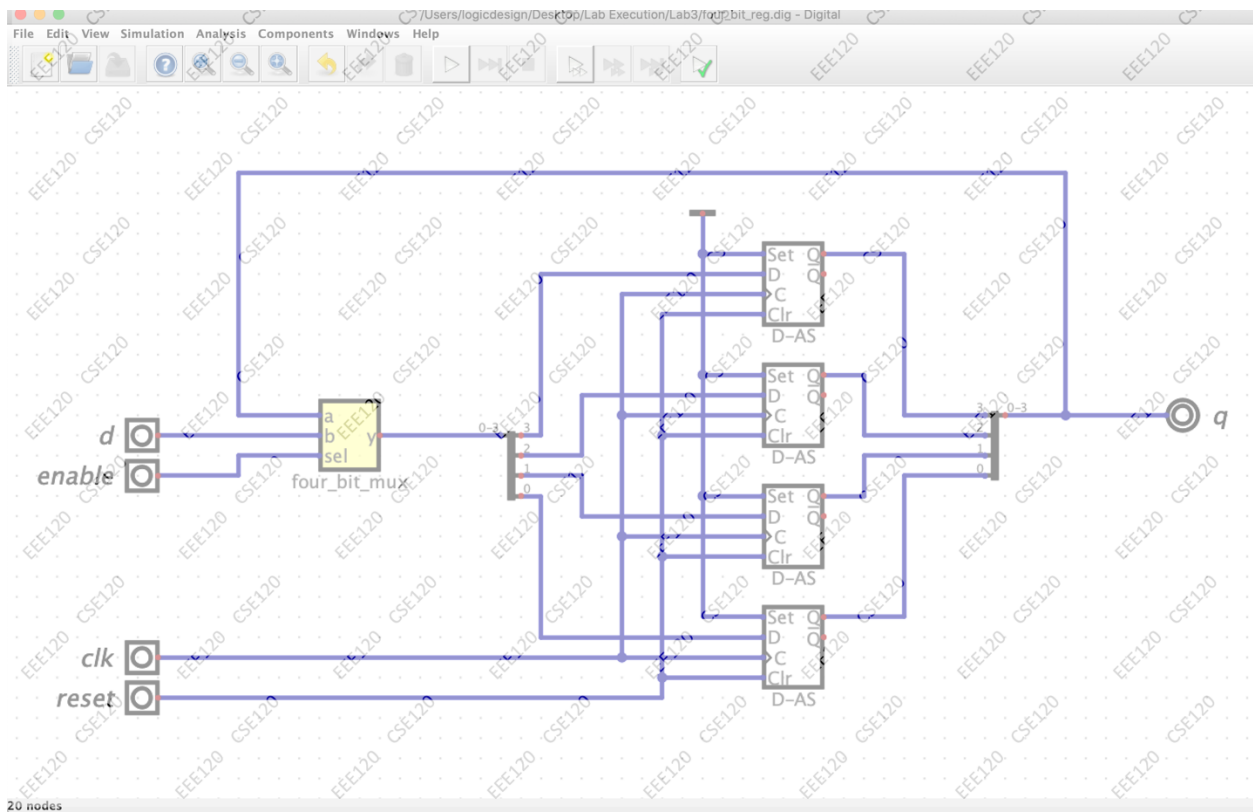 /Users/logicdesign/Desktop/Lab Execution/Lab3/four_bit_reg.dig - Digital
File Edit View Simulation Analysis Components Windows Help
EEE120 CSE120
Set Q
D Q
C
Clr
D-AS
Set Q
D Q
C
Clr
D-AS
Set Q
D Q
C
Clr
D-AS
Set Q
D Q
C
Clr
D-AS
a
b y
sel
four_bit_mux
d
enable
clk
reset
0-3 3
2
1
0
3 0-3
2
1
0
q
20 nodes